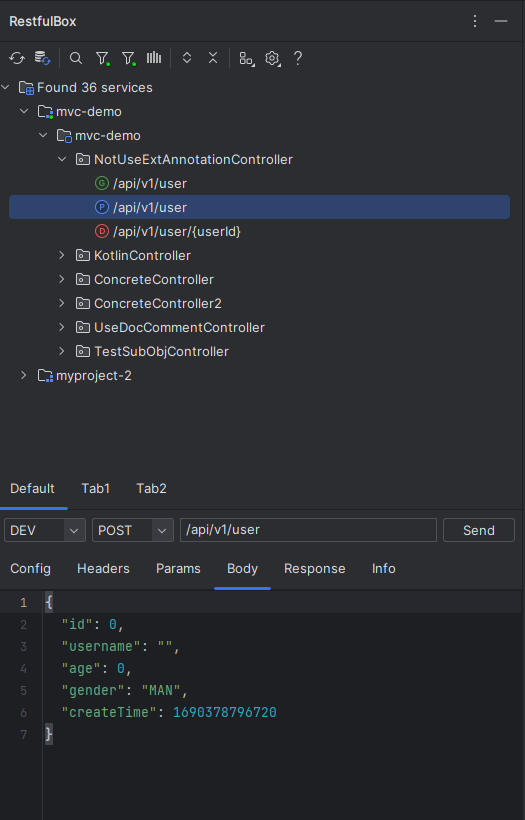 RestfulBox
Found 36 services
mvc-demo
mvc-demo
NotUseExtAnnotationController
G /api/v1/user
P /api/v1/user
D /api/v1/user/{userId}
KotlinController
ConcreteController
ConcreteController2
UseDocCommentController
TestSubObjController
myproject-2
Default Tab1 Tab2
DEV POST /api/v1/user Send
Config Headers Params Body Response Info
1 {
2 "id": 0,
3 "username": "",
4 "age": 0,
5 "gender": "MAN",
6 "createTime": 1690378796720
7 }